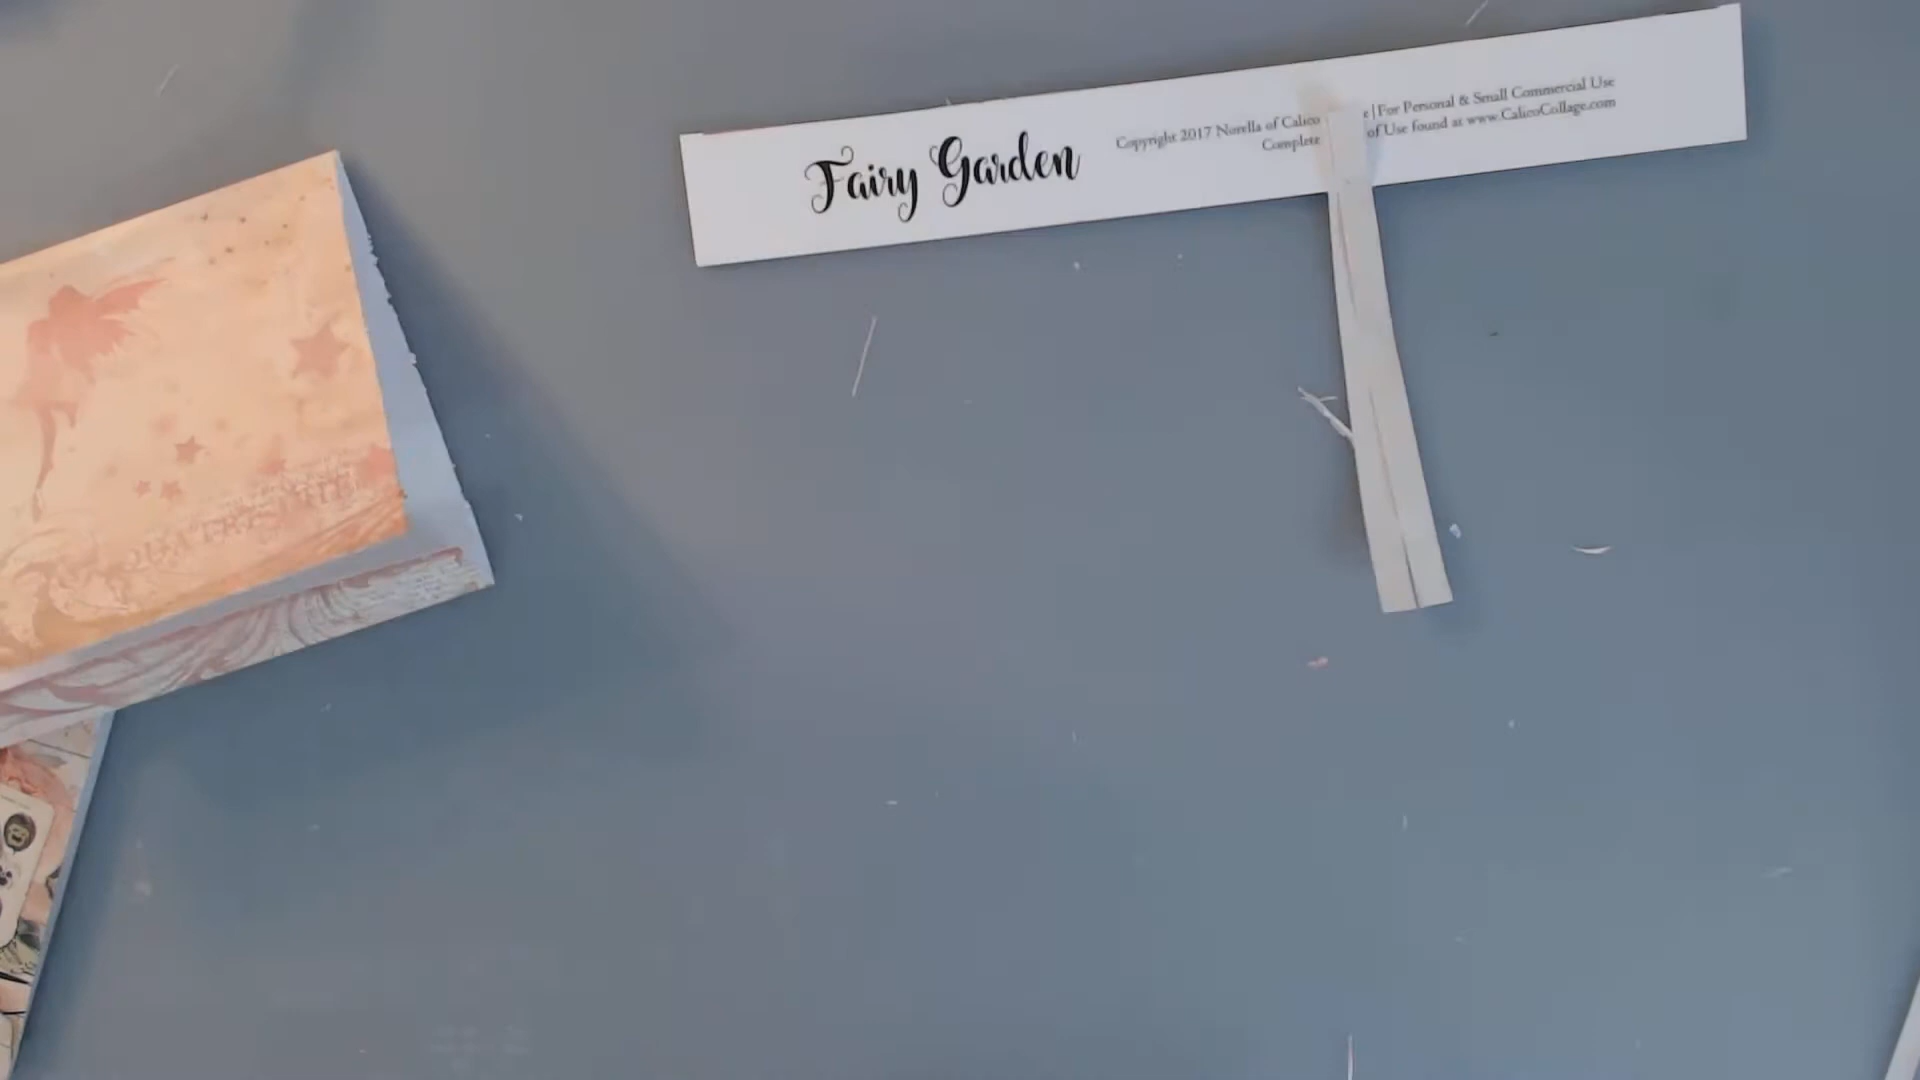 Fairy Garden
Copyright 2017 Norella of Calico e | For Personal & Small Commercial Use
Complete of Use found at www.CalicoCollage.com